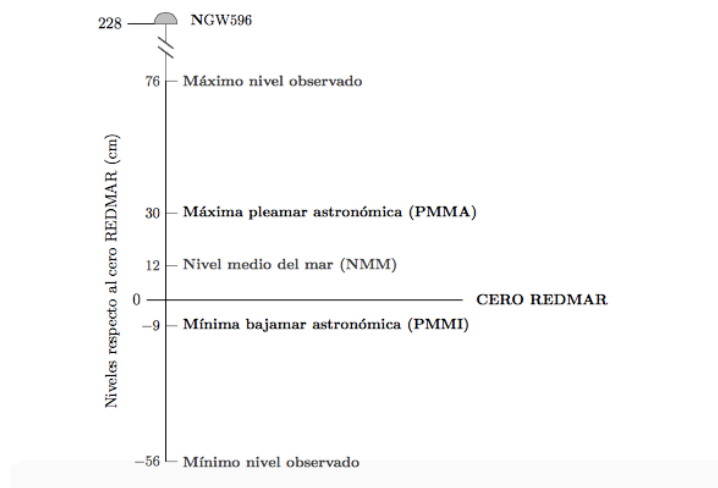 228 NGW596
76 Máximo nivel observado
30 Máxima pleamar astronómica (PMMA)
12 Nivel medio del mar (NMM)
0 CERO REDMAR
−9 Mínima bajamar astronómica (PMMI)
−56 Mínimo nivel observado
Niveles respecto al cero REDMAR (cm)